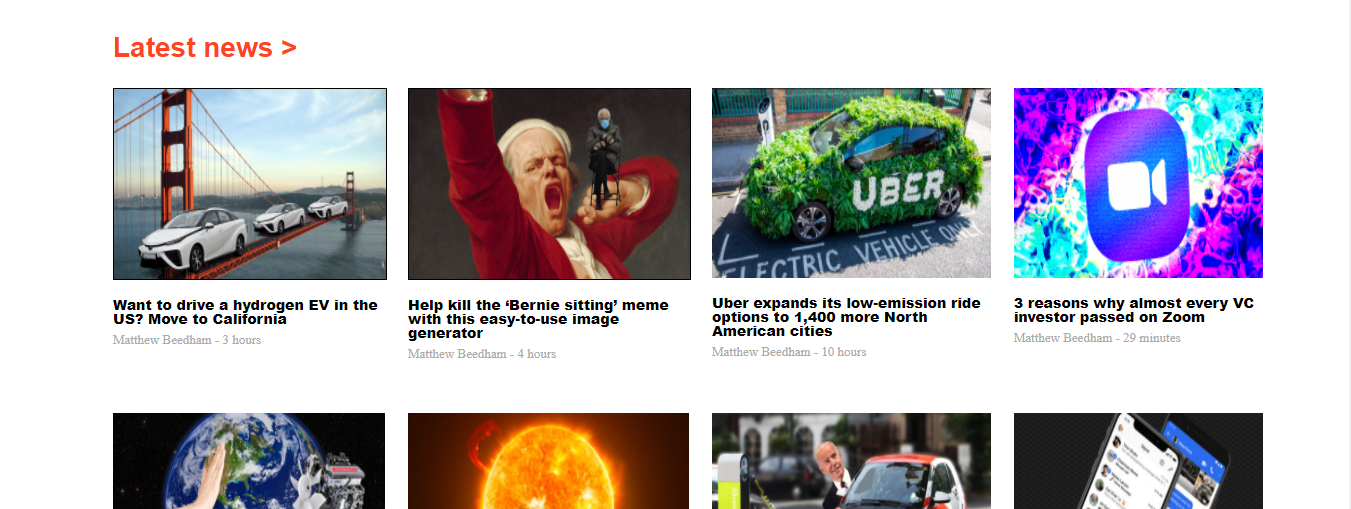 Latest news >
UBER
ELECTRIC VEHICLE ONLY
Want to drive a hydrogen EV in the
US? Move to California
Matthew Beedham - 3 hours
Help kill the ‘Bernie sitting’ meme
with this easy-to-use image
generator
Matthew Beedham - 4 hours
Uber expands its low-emission ride
options to 1,400 more North
American cities
Matthew Beedham - 10 hours
3 reasons why almost every VC
investor passed on Zoom
Matthew Beedham - 29 minutes